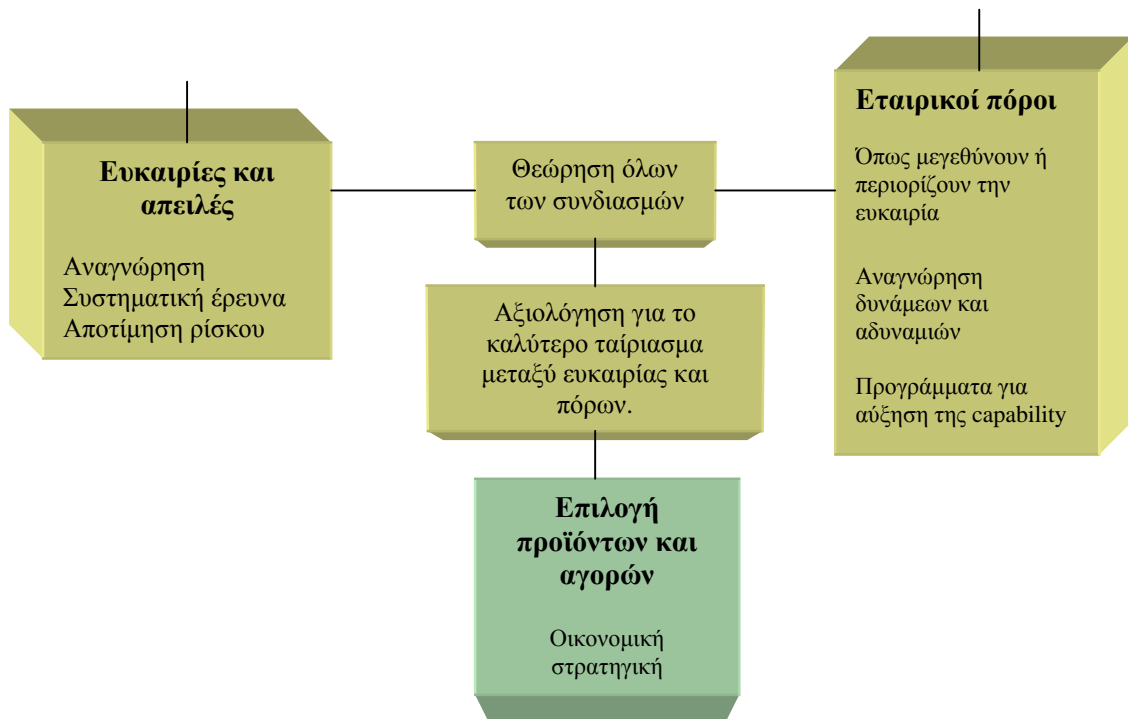 Ευκαιρίες και
απειλές
Αναγνώρηση
Συστηματική έρευνα
Αποτίμηση ρίσκου
Θεώρηση όλων
των συνδιασμών
Αξιολόγηση για το
καλύτερο ταίριασμα
μεταξύ ευκαιρίας και
πόρων.
Εταιρικοί πόροι
Όπως μεγεθύνουν ή
περιορίζουν την
ευκαιρία
Αναγνώρηση
δυνάμεων και
αδυναμιών
Προγράμματα για
αύξηση της capability
Επιλογή
προϊόντων και
αγορών
Οικονομική
στρατηγική